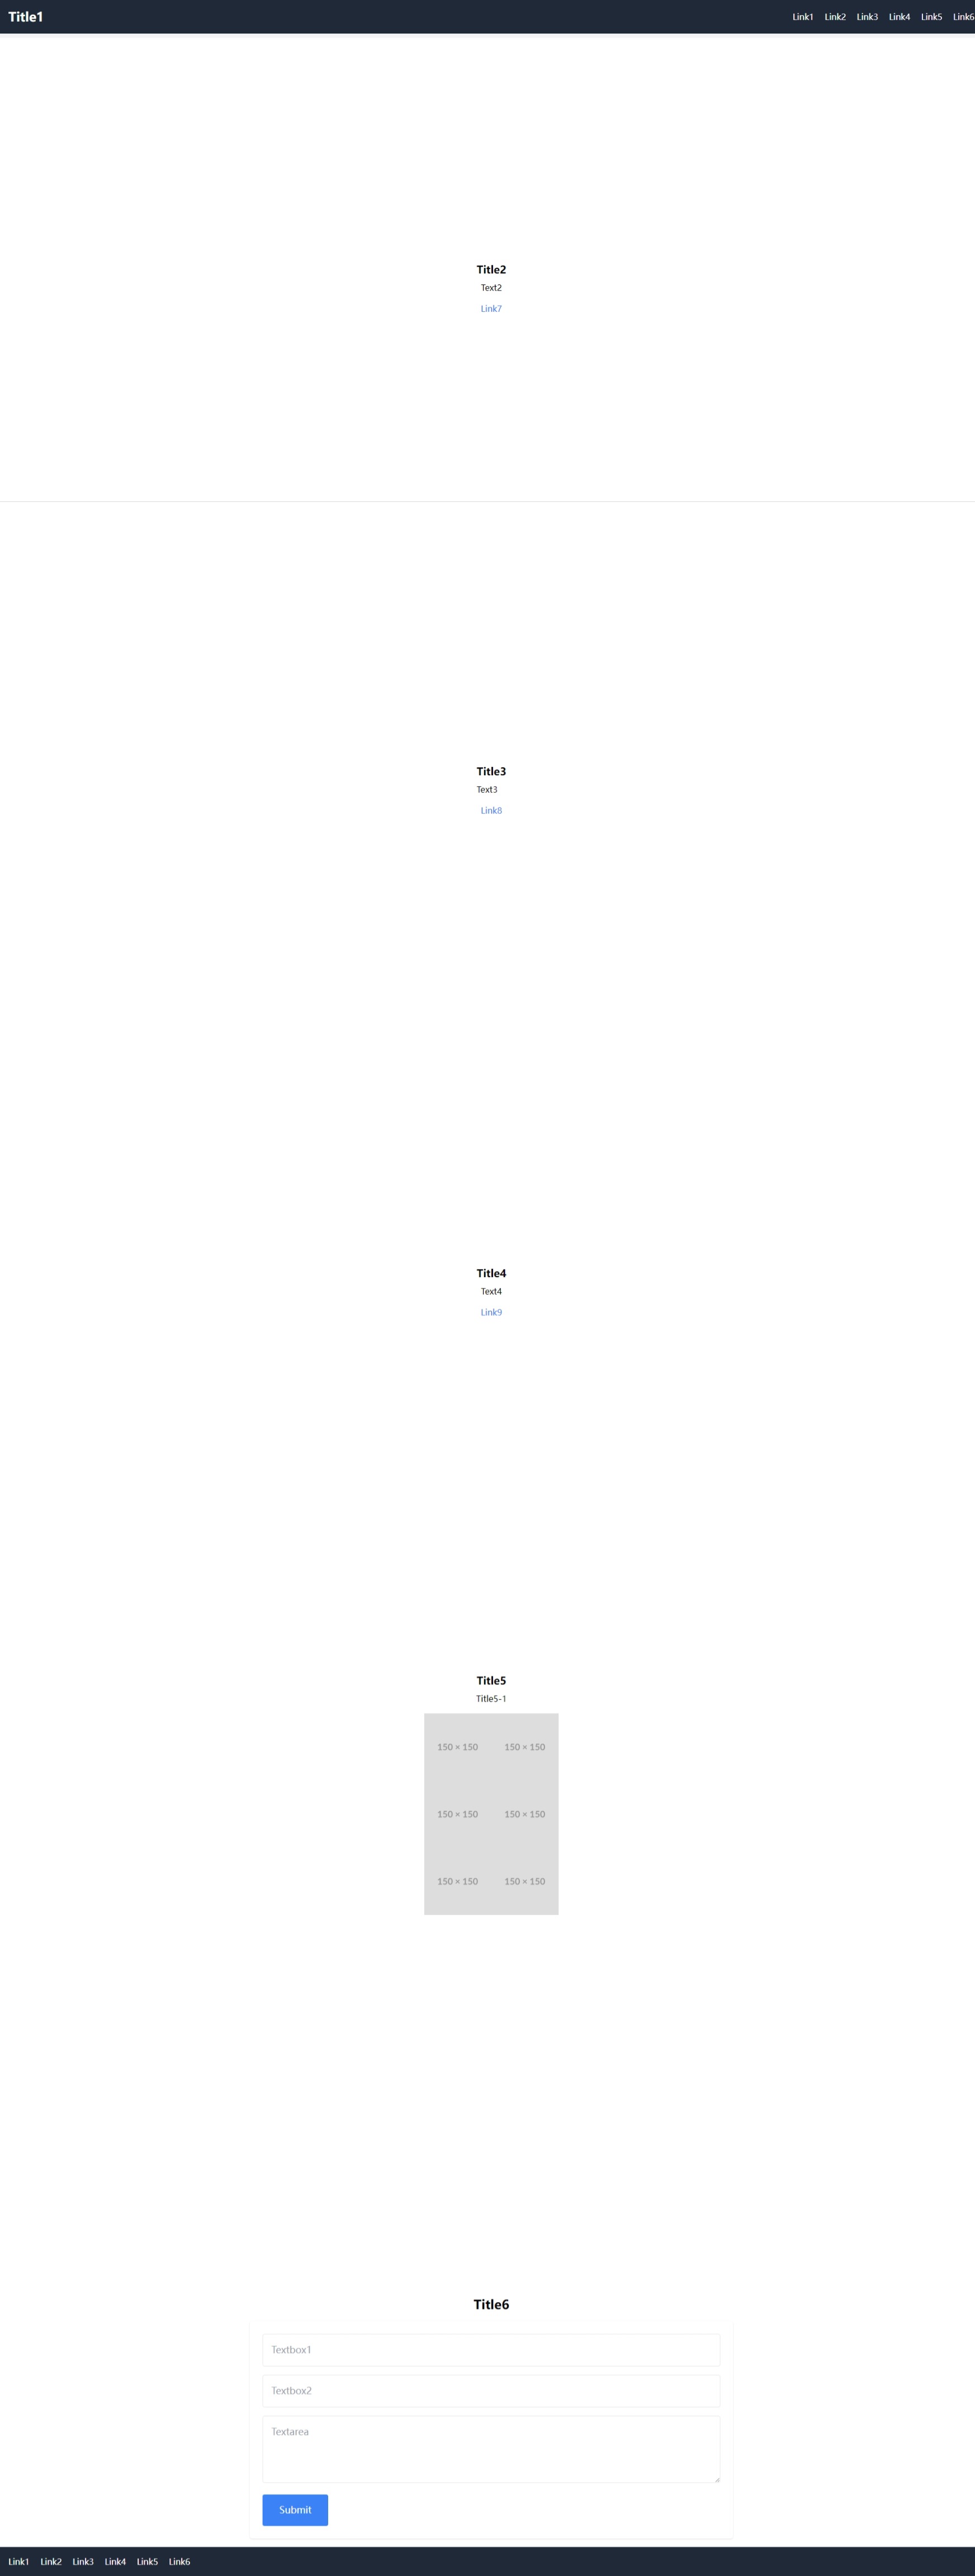 Title1 Link1 Link2 Link3 Link4 Link5 Link6
Title2
Text2
Link7
Title3
Text3
Link8
Title4
Text4
Link9
Title5
Title5-1
150 × 150 150 × 150
150 × 150 150 × 150
150 × 150 150 × 150
Title6
Textbox1
Textbox2
Textarea
Submit
Link1 Link2 Link3 Link4 Link5 Link6